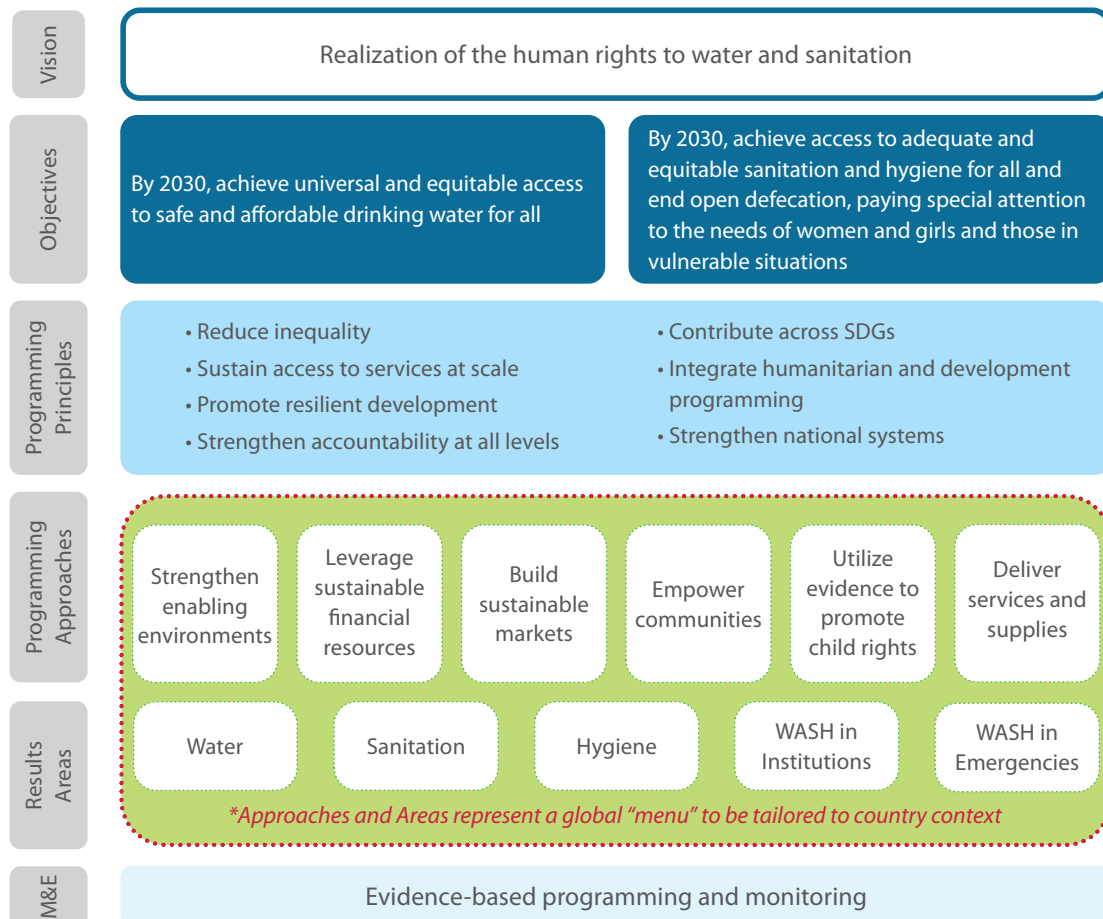 Vision
Realization of the human rights to water and sanitation
Objectives
By 2030, achieve universal and equitable access
to safe and affordable drinking water for all
By 2030, achieve access to adequate and
equitable sanitation and hygiene for all and
end open defecation, paying special attention
to the needs of women and girls and those in
vulnerable situations
Programming
Principles
• Reduce inequality
• Sustain access to services at scale
• Promote resilient development
• Strengthen accountability at all levels
• Contribute across SDGs
• Integrate humanitarian and development
programming
• Strengthen national systems
Programming
Approaches
Strengthen
enabling
environments
Leverage
sustainable
financial
resources
Build
sustainable
markets
Empower
communities
Utilize
evidence to
promote
child rights
Deliver
services and
supplies
Results
Areas
Water
Sanitation
Hygiene
WASH in
Institutions
WASH in
Emergencies
*Approaches and Areas represent a global “menu” to be tailored to country context
M&E
Evidence-based programming and monitoring